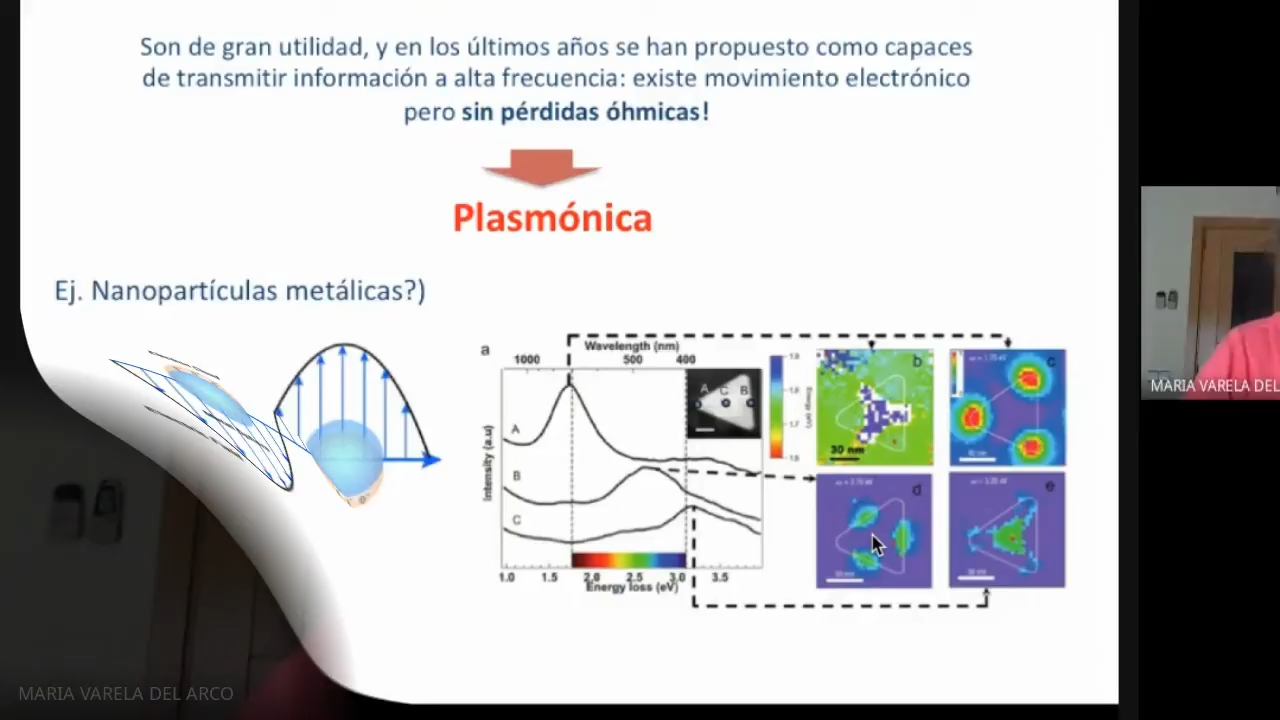 Son de gran utilidad, y en los últimos años se han propuesto como capaces
de transmitir información a alta frecuencia: existe movimiento electrónico
pero sin pérdidas óhmicas!
Plasmónica
Ej. Nanopartículas metálicas?)
a
Wavelength (nm)
1000 500 400
Intensity (a.u)
A
B
C
A C B
1.0 1.5 2.0 2.5 3.0 3.5
Energy loss (eV)
b
30 nm
c
d
e
MARIA VARELA DEL
MARIA VARELA DEL ARCO